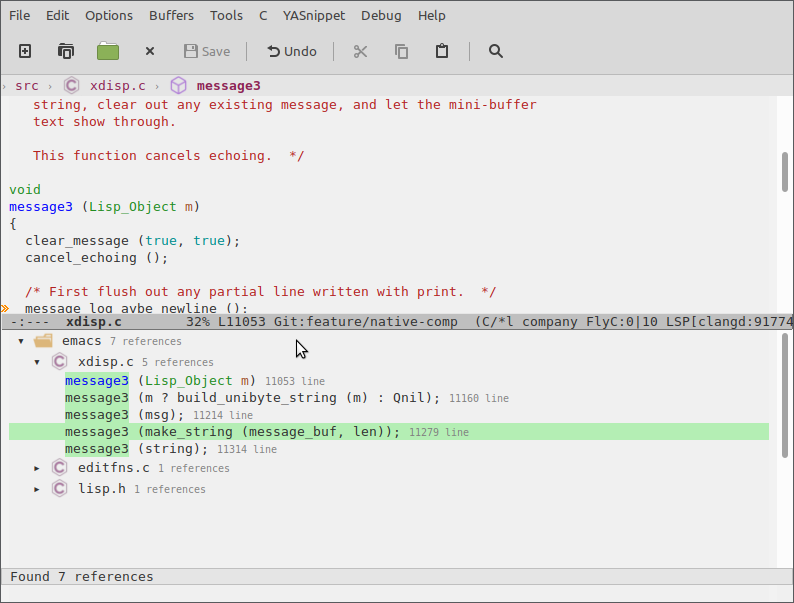 File Edit Options Buffers Tools C YASnippet Debug Help
Save Undo
› src › C xdisp.c › message3
string, clear out any existing message, and let the mini-buffer
text show through.
This function cancels echoing.  */
void
message3 (Lisp_Object m)
{
clear_message (true, true);
cancel_echoing ();
/* First flush out any partial line written with print.  */
message_log_aybe_newline ();
-:---  xdisp.c        32% L11053 Git:feature/native-comp  (C/*l company FlyC:0|10 LSP[clangd:91774
▾ emacs 7 references
▾ C xdisp.c 5 references
message3 (Lisp_Object m) 11053 line
message3 (m ? build_unibyte_string (m) : Qnil); 11160 line
message3 (msg); 11214 line
message3 (make_string (message_buf, len)); 11279 line
message3 (string); 11314 line
▸ C editfns.c 1 references
▸ C lisp.h 1 references
Found 7 references